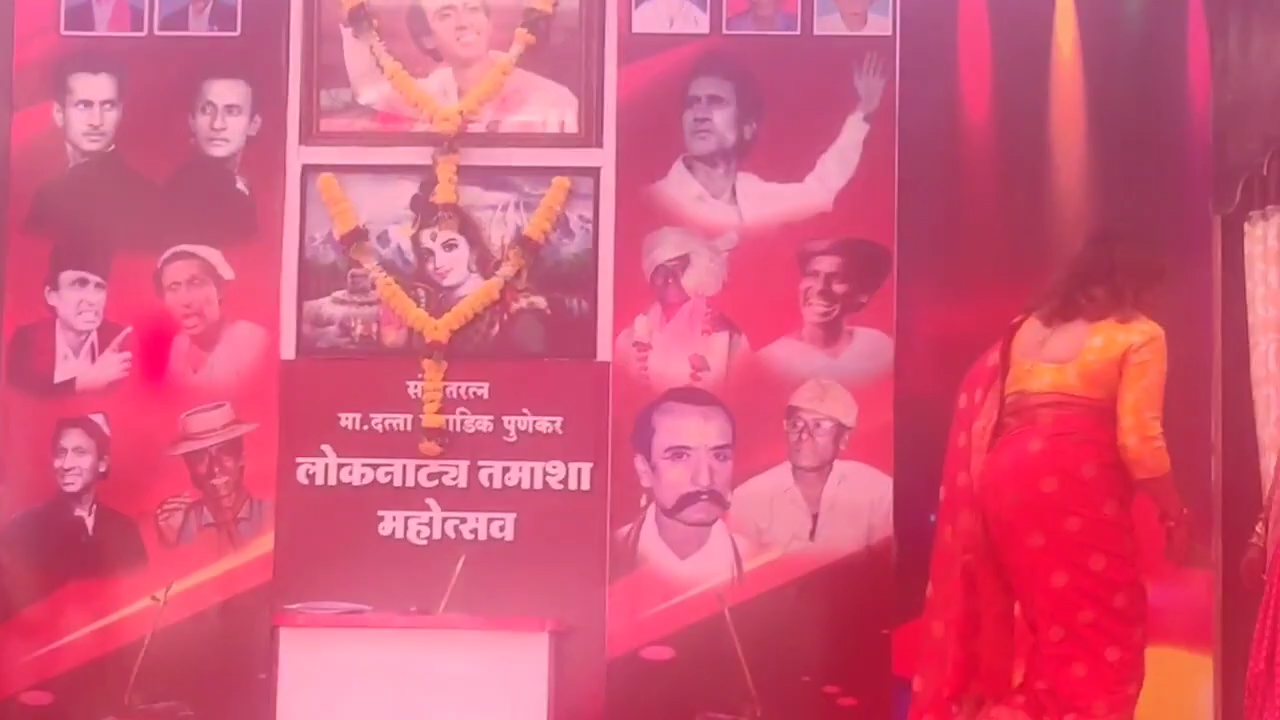 मा.दत्ता पुणेकर
लोकनाट्य तमाशा
महोत्सव